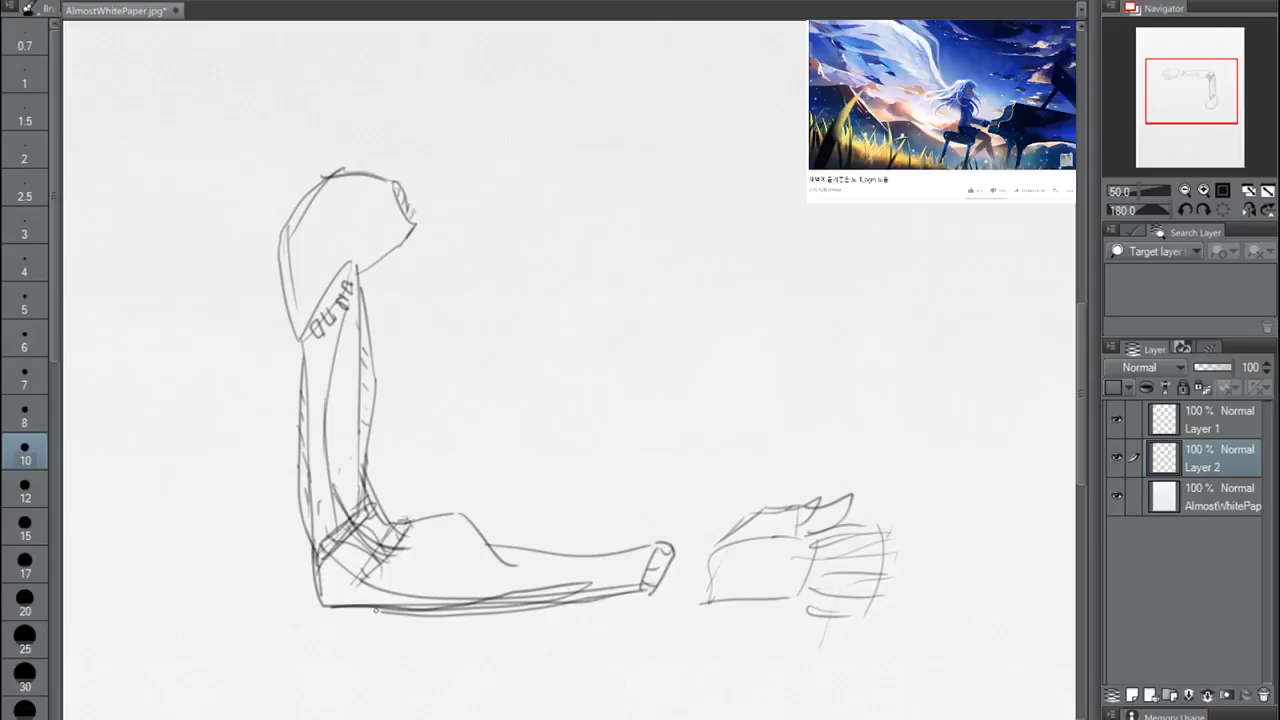 Bru
AlmostWhitePaper.jpg*
Navigator
0.7
1
1.5
2
2.5
3
4
5
6
7
8
10
12
15
17
20
25
30
50.0
180.0
Search Layer
Target layer
Layer
Normal
100
100 % Normal
Layer 1
100 % Normal
Layer 2
100 % Normal
AlmostWhitePap
Memory Usage